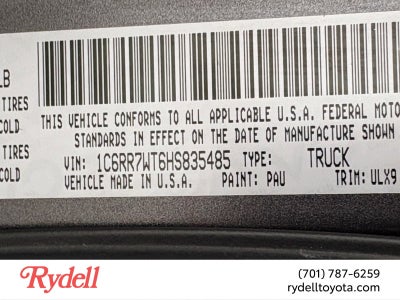 LB
TIRES
COLD
THIS VEHICLE CONFORMS TO ALL APPLICABLE U.S.A. FEDERAL MOTO
TIRES
STANDARDS IN EFFECT ON THE DATE OF MANUFACTURE SHOWN
COLD
VIN: 1C6RR7WT6HS835485 TYPE: TRUCK
VEHICLE MADE IN U.S.A. PAINT: PAU TRIM: ULX9
Rydell
(701) 787-6259
rydelltoyota.com